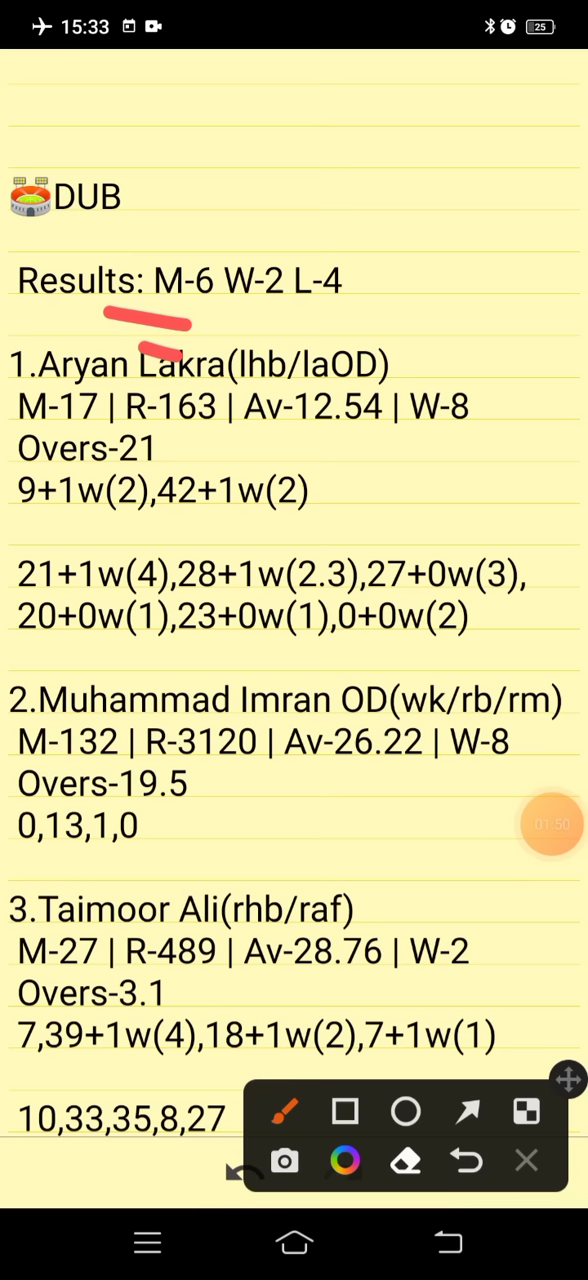 15:33
25
DUB
Results: M-6 W-2 L-4
1.Aryan Lakra(lhb/laOD)
M-17 | R-163 | Av-12.54 | W-8
Overs-21
9+1w(2),42+1w(2)
21+1w(4),28+1w(2.3),27+0w(3),
20+0w(1),23+0w(1),0+0w(2)
2.Muhammad Imran OD(wk/rb/rm)
M-132 | R-3120 | Av-26.22 | W-8
Overs-19.5
0,13,1,0
01:50
3.Taimoor Ali(rhb/raf)
M-27 | R-489 | Av-28.76 | W-2
Overs-3.1
7,39+1w(4),18+1w(2),7+1w(1)
10,33,35,8,27